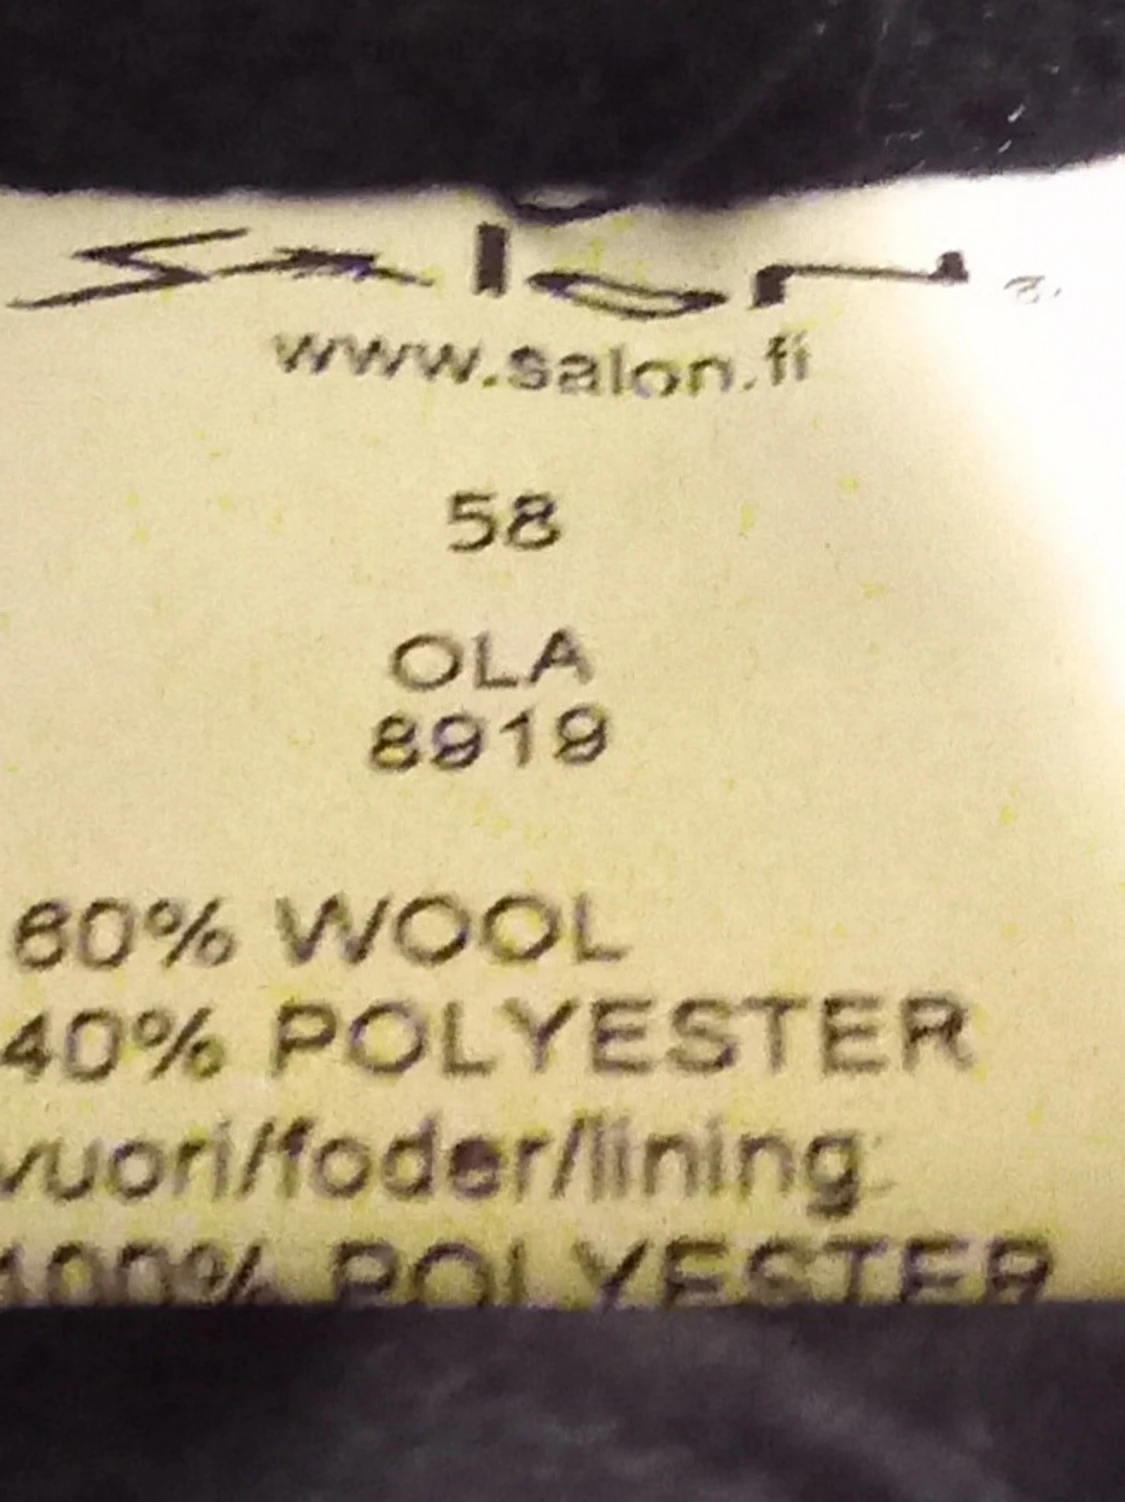 Salon
www.salon.fi
58
OLA
8919
60% WOOL
40% POLYESTER
vuori/foder/lining:
100% POLYESTER